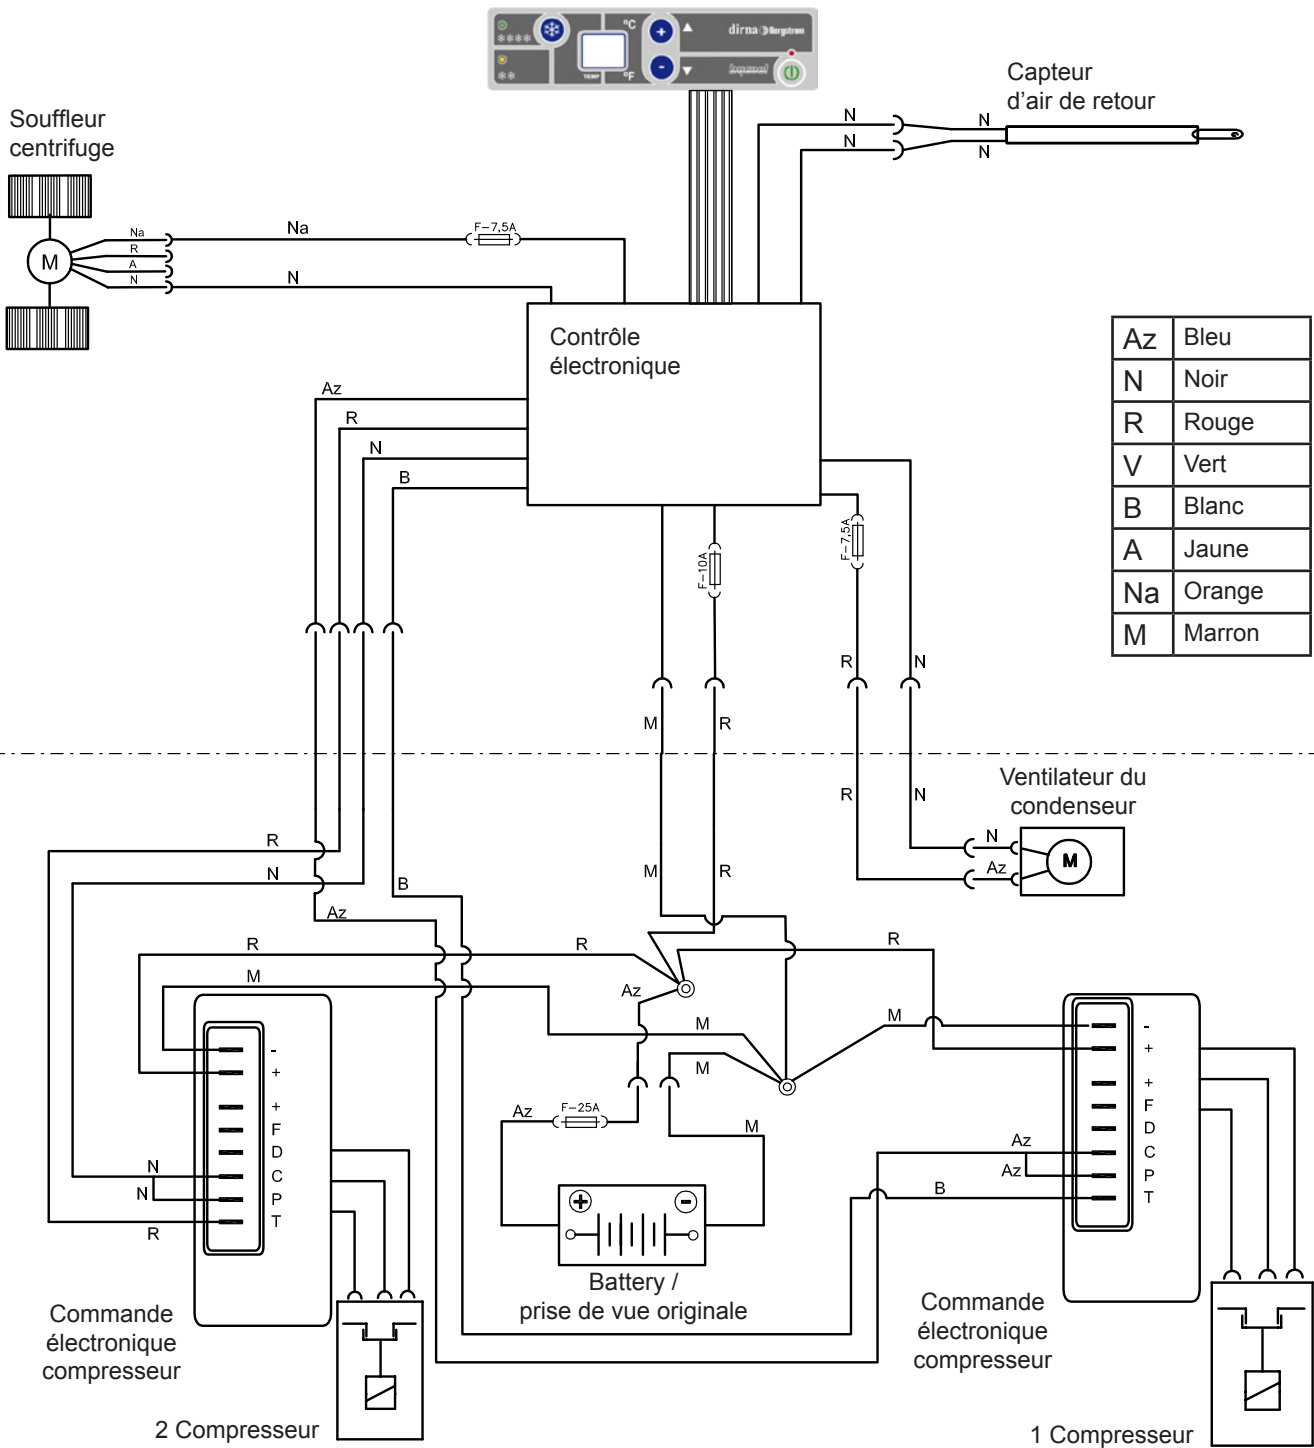 °C
dirna Bergstrom
TEMP
°F
Capteur
d'air de retour
N
N
N
N
Souffleur
centrifuge
M
Na
R
A
N
Na
F-7,5A
N
Contrôle
électronique
Az Bleu
N Noir
R Rouge
V Vert
B Blanc
A Jaune
Na Orange
M Marron
Az
R
N
B
F-10A
F-7,5A
R
N
M
R
Ventilateur du
condenseur
R
N
N
Az
M
R
N
B
Az
M
R
R
R
R
M
Az
M
M
M
-
+
+
F
D
C
P
T
N
N
R
Az
F-25A
M
+
-
Battery /
prise de vue originale
-
+
+
F
D
C
P
T
Az
Az
B
Commande
électronique
compresseur
2 Compresseur
Commande
électronique
compresseur
1 Compresseur